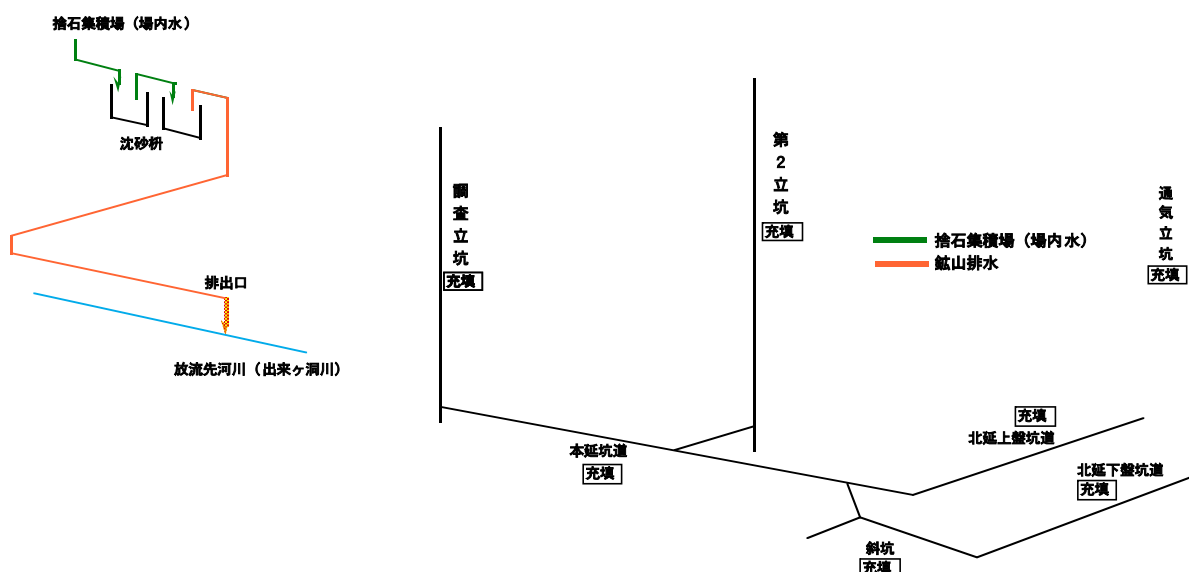 捨石集積場（場内水）
沈砂枡
排出口
放流先河川（出来ヶ洞川）
調査立坑
充填
第2立坑
充填
捨石集積場（場内水）
鉱山排水
通気立坑
充填
本延坑道
充填
充填
北延上盤坑道
北延下盤坑道
充填
斜坑
充填